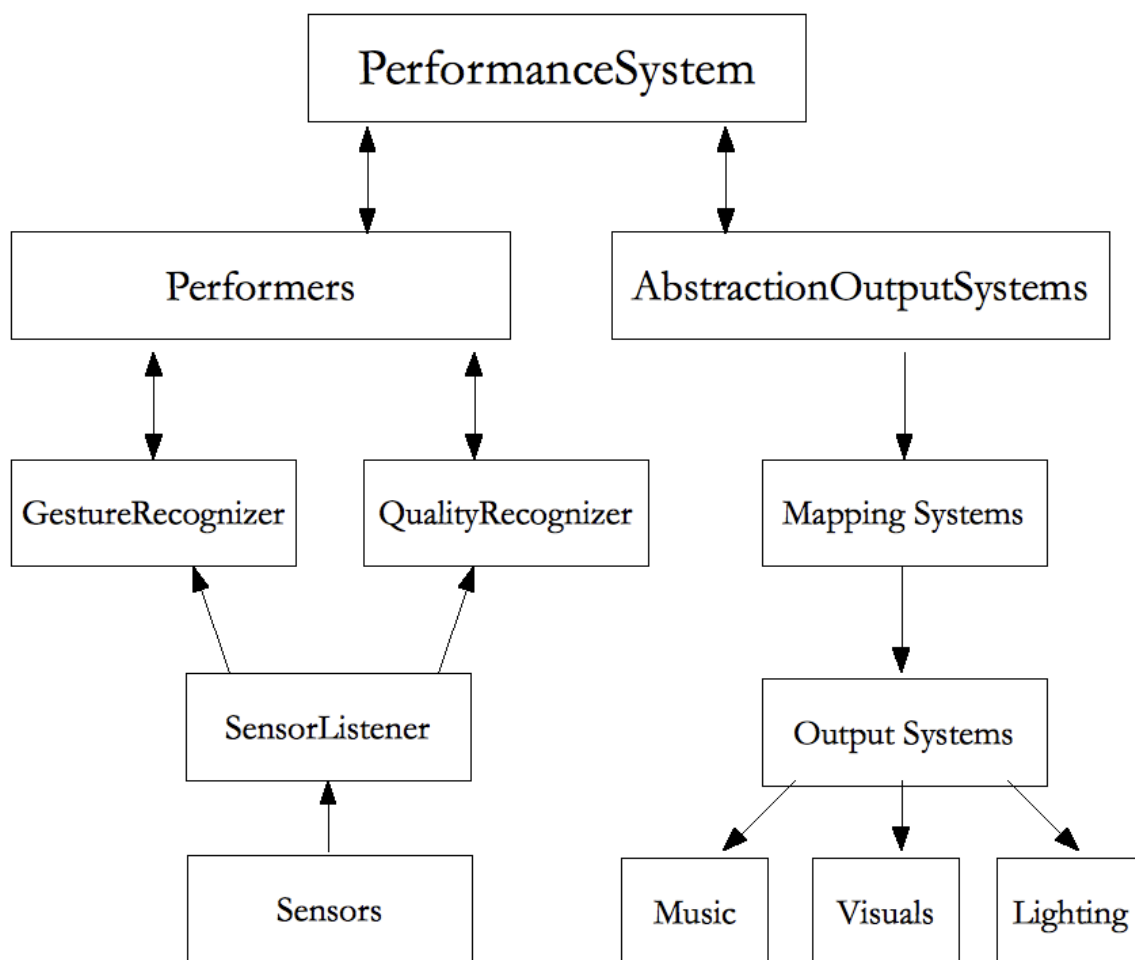 PerformanceSystem
Performers
AbstractionOutputSystems
GestureRecognizer
QualityRecognizer
Mapping Systems
SensorListener
Output Systems
Sensors
Music
Visuals
Lighting